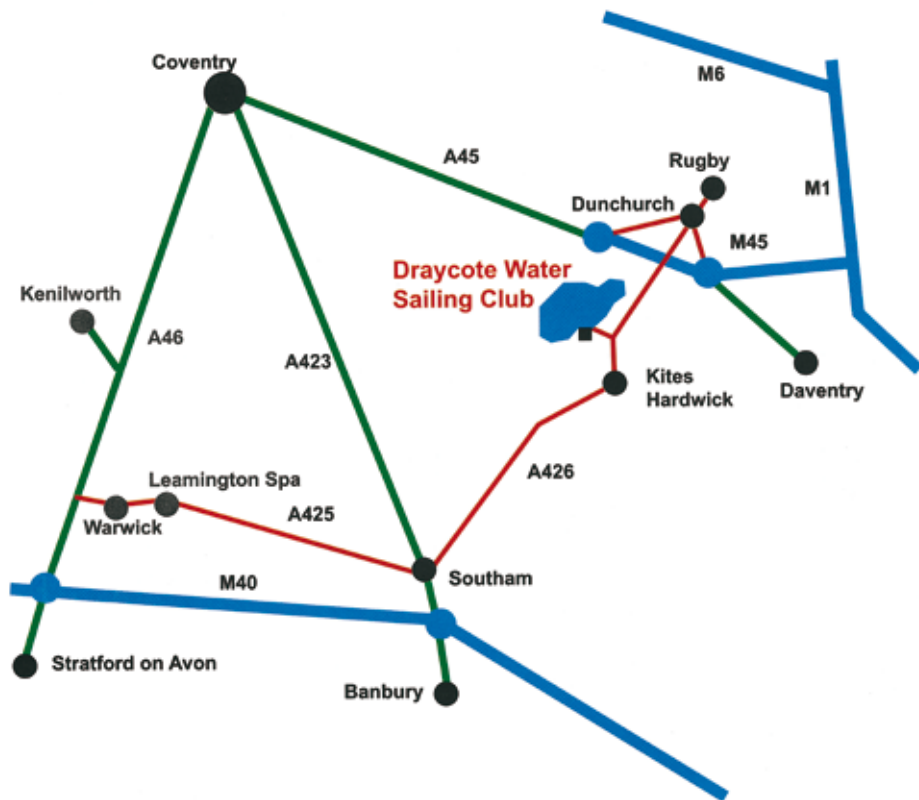 Coventry
M6
A45
Rugby
M1
Dunchurch
M45
Draycote Water
Sailing Club
Kenilworth
A46
A423
Kites
Hardwick
Daventry
A426
Leamington Spa
A425
Warwick
M40
Southam
Stratford on Avon
Banbury